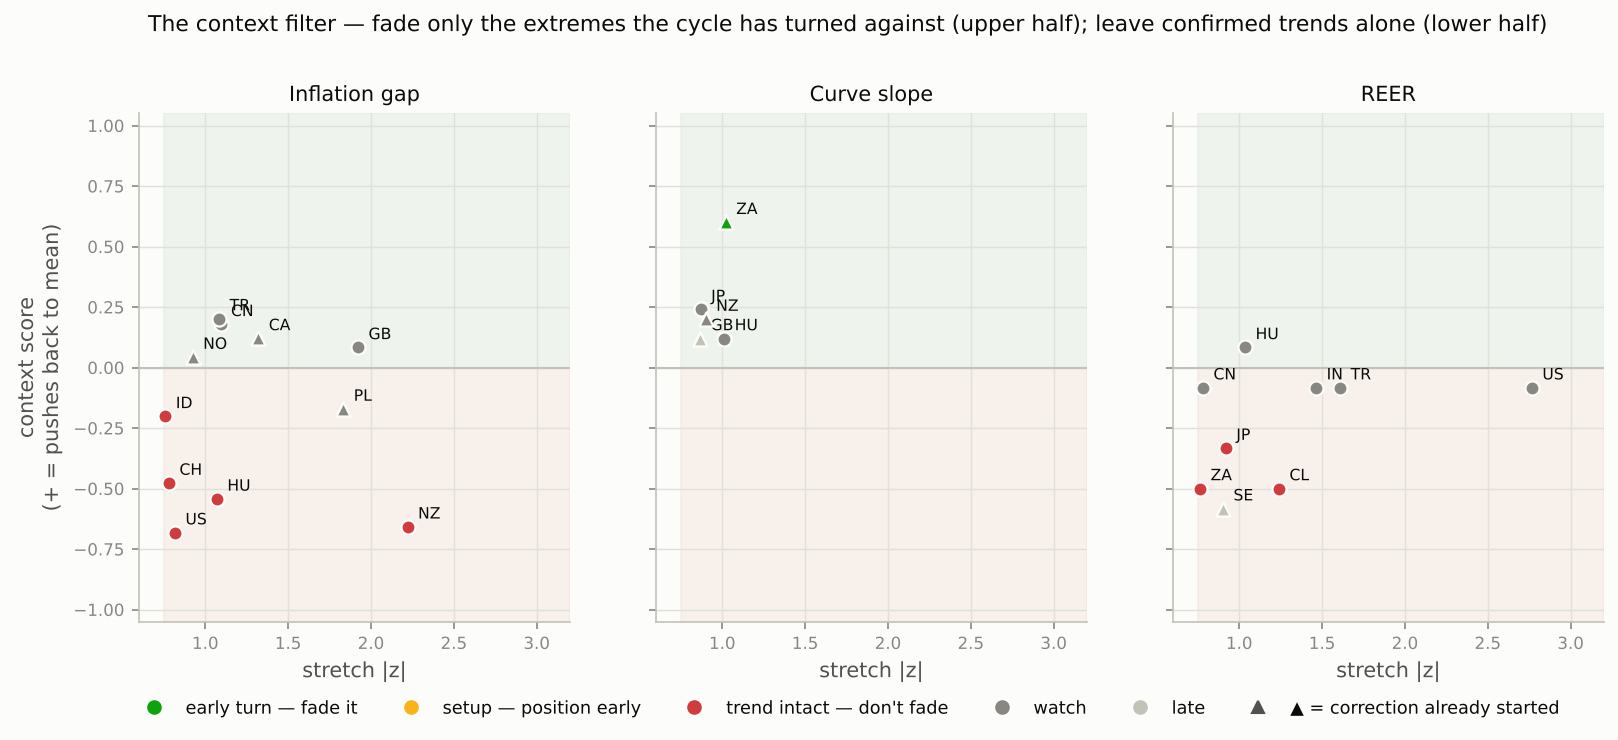 The context filter — fade only the extremes the cycle has turned against (upper half); leave confirmed trends alone (lower half)
Inflation gap
Curve slope
REER
context score
(+ = pushes back to mean)
1.00
0.75
0.50
0.25
0.00
−0.25
−0.50
−0.75
−1.00
TR
CN
CA
GB
NO
PL
ID
CH
HU
US
NZ
1.0 1.5 2.0 2.5 3.0
stretch |z|
ZA
JP
NZ
GB
HU
1.0 1.5 2.0 2.5 3.0
stretch |z|
HU
CN
IN
TR
US
JP
ZA
CL
SE
1.0 1.5 2.0 2.5 3.0
stretch |z|
early turn — fade it
setup — position early
trend intact — don't fade
watch
late
▲ = correction already started